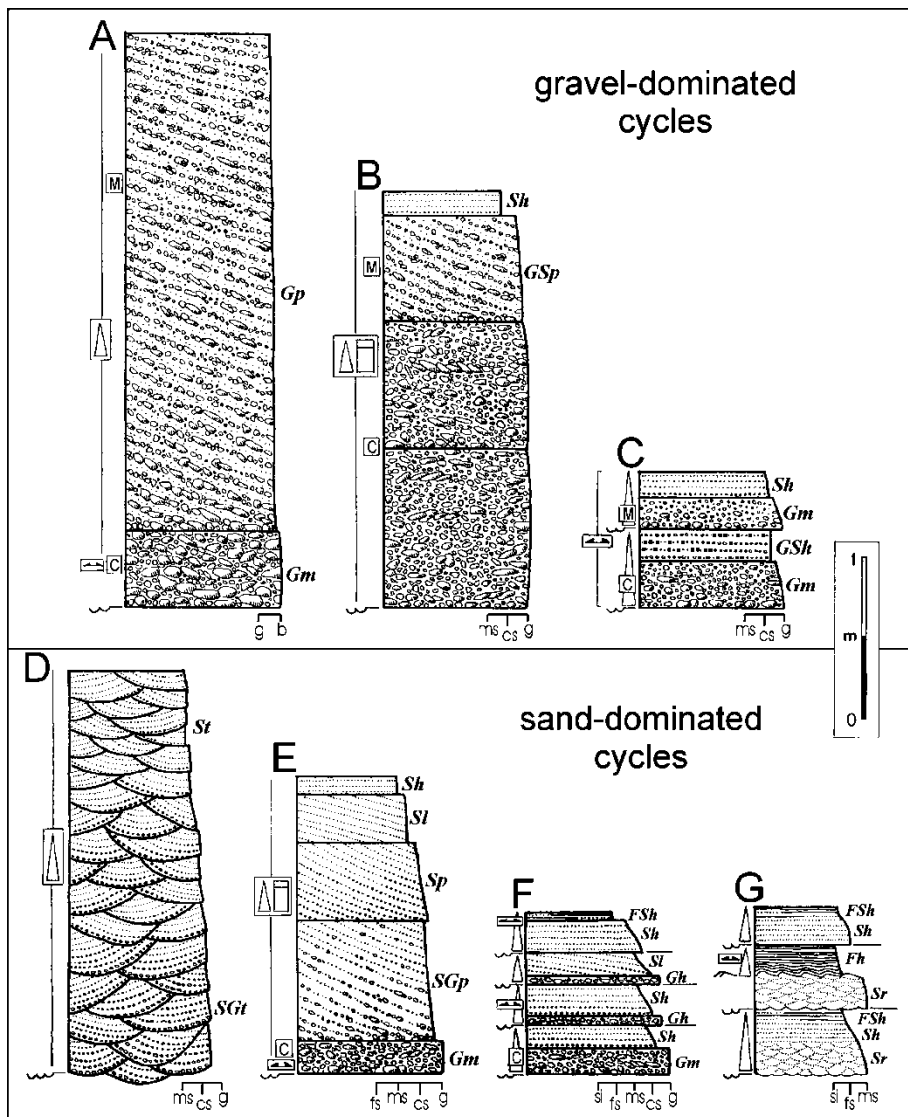 A
gravel-dominated
cycles
M
Gp
C
Gm
g b
B
Sh
M
GSp
C
ms cs g
C
Sh
M
Gm
GSh
C
Gm
ms cs g
1
m
0
D
St
SGt
ms cs g
sand-dominated
cycles
E
Sh
Sl
Sp
SGp
C
Gm
fs ms cs g
F
FSh
Sh
Sl
Gh
Sh
Gh
Sh
C
Gm
si fs ms cs g
G
FSh
Sh
Fh
Sr
FSh
Sh
Sr
si fs ms